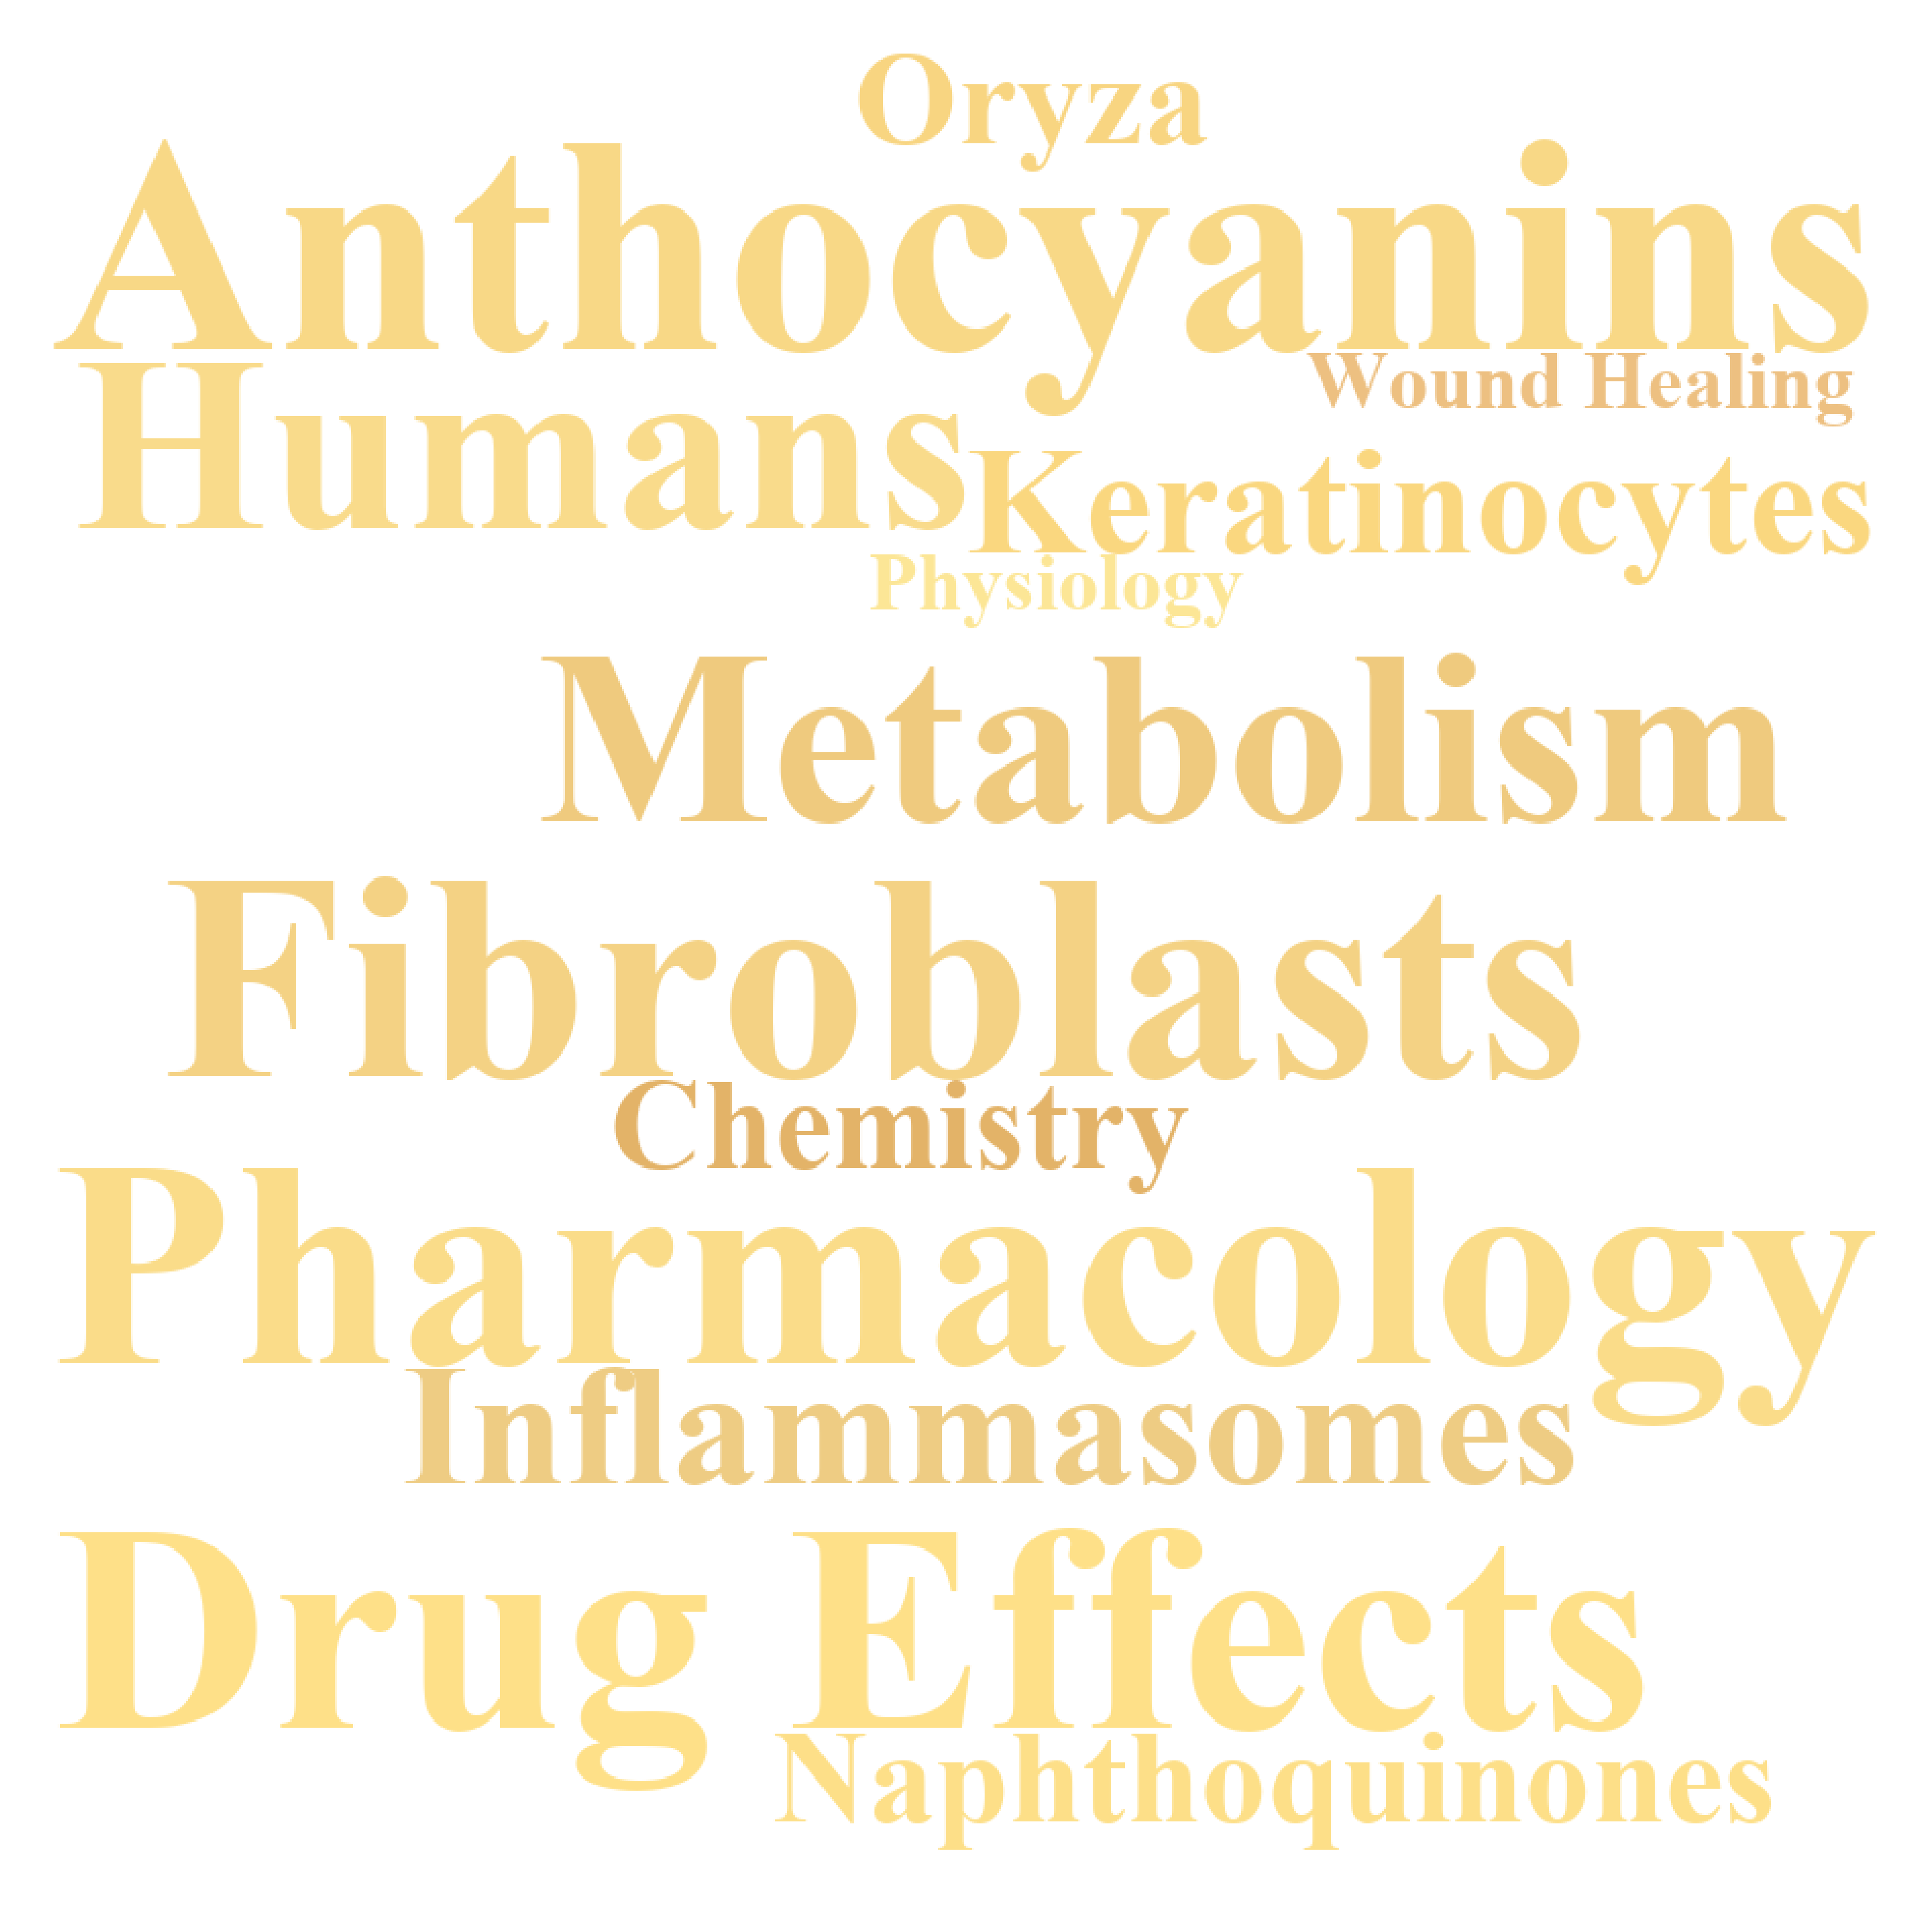 Oryza
Anthocyanins
Wound Healing
Humans
Keratinocytes
Physiology
Metabolism
Fibroblasts
Chemistry
Pharmacology
Inflammasomes
Drug Effects
Naphthoquinones